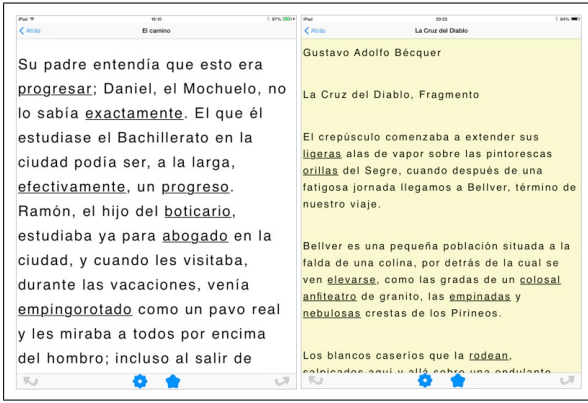 iPad
16:10
87%
Atrás
El camino
Su padre entendía que esto era
progresar; Daniel, el Mochuelo, no
lo sabía exactamente. El que él
estudiase el Bachillerato en la
ciudad podía ser, a la larga,
efectivamente, un progreso.
Ramón, el hijo del boticario,
estudiaba ya para abogado en la
ciudad, y cuando les visitaba,
durante las vacaciones, venía
empingorotado como un pavo real
y les miraba a todos por encima
del hombro; incluso al salir de
iPad
20:53
84%
Atrás
La Cruz del Diablo
Gustavo Adolfo Bécquer
La Cruz del Diablo, Fragmento
El crepúsculo comenzaba a extender sus
ligeras alas de vapor sobre las pintorescas
orillas del Segre, cuando después de una
fatigosa jornada llegamos a Bellver, término de
nuestro viaje.
Bellver es una pequeña población situada a la
falda de una colina, por detrás de la cual se
ven elevarse, como las gradas de un colosal
anfiteatro de granito, las empinadas y
nebulosas crestas de los Pirineos.
Los blancos caseríos que la rodean,
salpicados aquí y allá sobre una ondulante